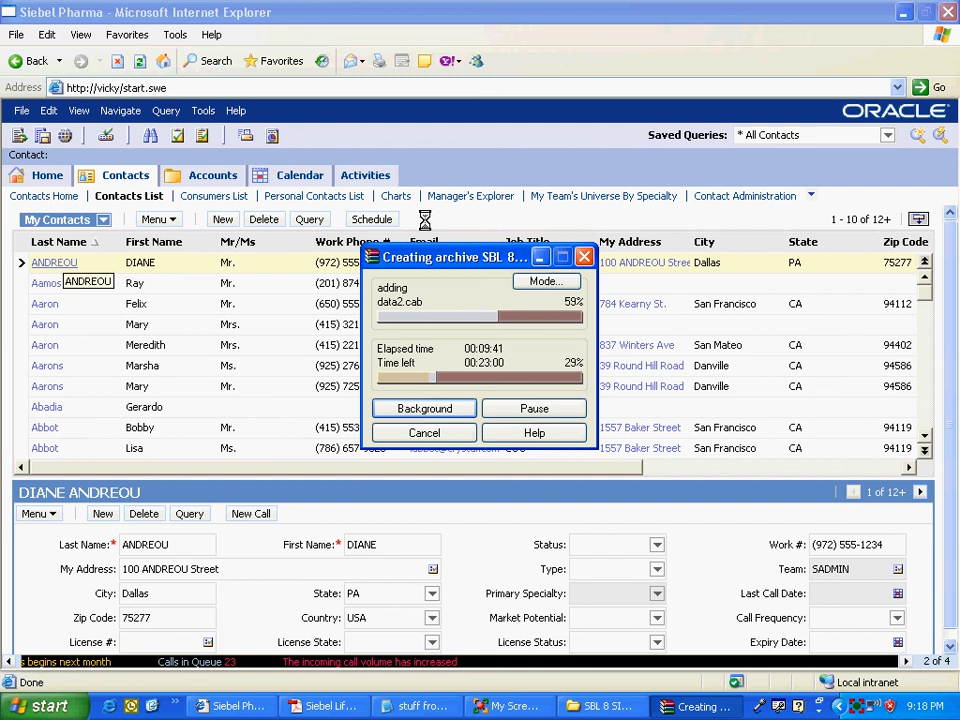 Siebel Pharma - Microsoft Internet Explorer
File Edit View Favorites Tools Help
Back Search Favorites
Address http://vicky/start.swe Go
File Edit View Navigate Query Tools Help ORACLE
Saved Queries: * All Contacts
Contact:
Home Contacts Accounts Calendar Activities
Contacts Home | Contacts List | Consumers List | Personal Contacts List | Charts | Manager's Explorer | My Team's Universe By Specialty | Contact Administration
My Contacts Menu New Delete Query Schedule 1 - 10 of 12+
Last Name First Name Mr/Ms Work Phone # Email Job Title My Address City State Zip Code
ANDREOU DIANE Mr. (972) 555 100 ANDREOU Stree Dallas PA 75277
Aamos ANDREOU Ray Mr. (201) 874
Aaron Felix Mr. (650) 555 784 Kearny St. San Francisco CA 94112
Aaron Mary Mrs. (415) 321
Aaron Meredith Mr. (415) 221 837 Winters Ave San Mateo CA 94402
Aarons Marsha Ms. (925) 276 39 Round Hill Road Danville CA 94586
Aarons Mary Mr. (925) 725 39 Round Hill Road Danville CA 94586
Abadia Gerardo
Abbot Bobby Mr. (415) 553 1557 Baker Street San Francisco CA 94119
Abbot Lisa Mr. (786) 657 1557 Baker Street San Francisco CA 94119
Creating archive SBL 8...
Mode...
adding
data2.cab 59%
Elapsed time 00:09:41
Time left 00:23:00 29%
Background Pause
Cancel Help
DIANE ANDREOU 1 of 12+
Menu New Delete Query New Call
Last Name:* ANDREOU First Name:* DIANE Status: Work #: (972) 555-1234
My Address: 100 ANDREOU Street Type: Team: SADMIN
City: Dallas State: PA Primary Specialty: Last Call Date:
Zip Code: 75277 Country: USA Market Potential: Call Frequency:
License #: License State: License Status: Expiry Date:
s begins next month Calls in Queue 23 The incoming call volume has increased 2 of 4
Done Local intranet
start Siebel Ph... Siebel Lif... stuff fro... My Scre... SBL 8 SI... Creating ... 9:18 PM